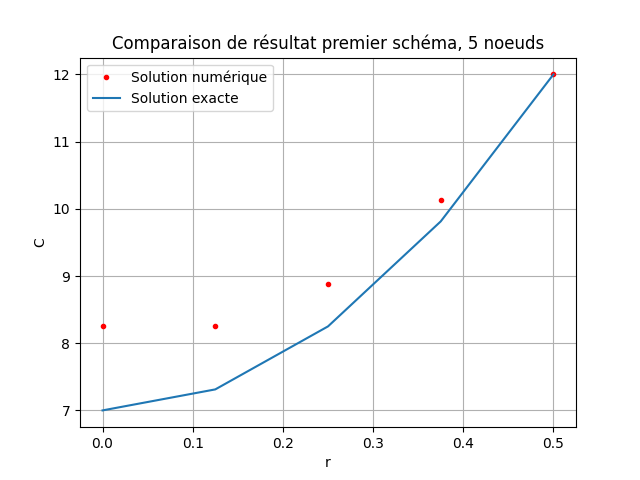 Comparaison de résultat premier schéma, 5 noeuds
Solution numérique
Solution exacte
12
11
10
9
8
7
C
0.0 0.1 0.2 0.3 0.4 0.5
r